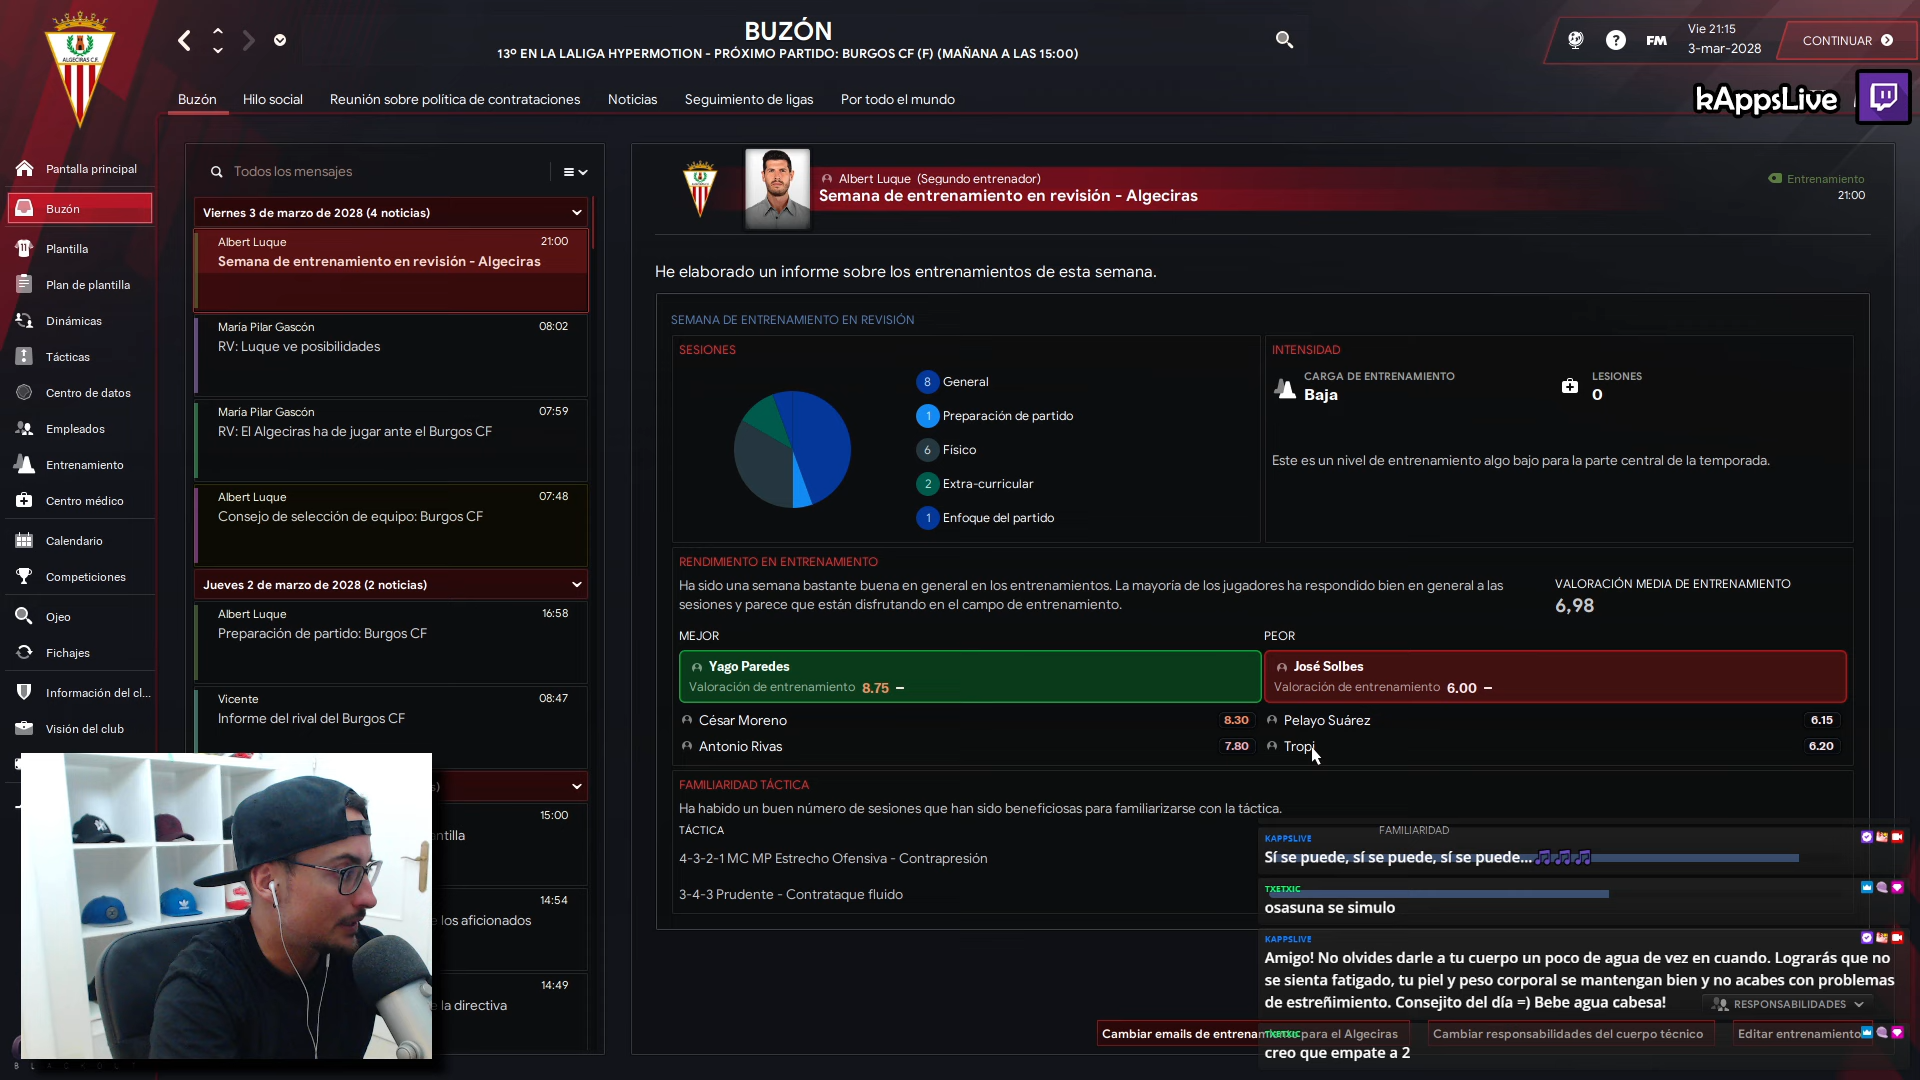 BUZÓN
13º EN LA LALIGA HYPERMOTION - PRÓXIMO PARTIDO: BURGOS CF (F) (MAÑANA A LAS 15:00)
FM
Vie 21:15
3-mar-2028
CONTINUAR
ALGECIRAS C.F.
Buzón
Hilo social
Reunión sobre política de contrataciones
Noticias
Seguimiento de ligas
Por todo el mundo
kAppsLive
Pantalla principal
Buzón
Plantilla
Plan de plantilla
Dinámicas
Tácticas
Centro de datos
Empleados
Entrenamiento
Centro médico
Calendario
Competiciones
Ojeo
Fichajes
Información del cl...
Visión del club
Todos los mensajes
Viernes 3 de marzo de 2028 (4 noticias)
Albert Luque 21:00
Semana de entrenamiento en revisión - Algeciras
María Pilar Gascón 08:02
RV: Luque ve posibilidades
María Pilar Gascón 07:59
RV: El Algeciras ha de jugar ante el Burgos CF
Albert Luque 07:48
Consejo de selección de equipo: Burgos CF
Jueves 2 de marzo de 2028 (2 noticias)
Albert Luque 16:58
Preparación de partido: Burgos CF
Vicente 08:47
Informe del rival del Burgos CF
15:00
ntilla
14:54
e los aficionados
14:49
la directiva
Albert Luque (Segundo entrenador)
Semana de entrenamiento en revisión - Algeciras
Entrenamiento
21:00
He elaborado un informe sobre los entrenamientos de esta semana.
SEMANA DE ENTRENAMIENTO EN REVISIÓN
SESIONES
8 General
1 Preparación de partido
6 Físico
2 Extra-curricular
1 Enfoque del partido
INTENSIDAD
CARGA DE ENTRENAMIENTO
Baja
LESIONES
0
Este es un nivel de entrenamiento algo bajo para la parte central de la temporada.
RENDIMIENTO EN ENTRENAMIENTO
Ha sido una semana bastante buena en general en los entrenamientos. La mayoría de los jugadores ha respondido bien en general a las
sesiones y parece que están disfrutando en el campo de entrenamiento.
VALORACIÓN MEDIA DE ENTRENAMIENTO
6,98
MEJOR
Yago Paredes
Valoración de entrenamiento 8.75 –
César Moreno 8.30
Antonio Rivas 7.80
PEOR
José Solbes
Valoración de entrenamiento 6.00 –
Pelayo Suárez 6.15
Tropi 6.20
FAMILIARIDAD TÁCTICA
Ha habido un buen número de sesiones que han sido beneficiosas para familiarizarse con la táctica.
TÁCTICA
FAMILIARIDAD
4-3-2-1 MC MP Estrecho Ofensiva - Contrapresión
3-4-3 Prudente - Contrataque fluido
KAPPSLIVE
Sí se puede, sí se puede, sí se puede...🎵🎵🎵
TXETXIC
osasuna se simulo
KAPPSLIVE
Amigo! No olvides darle a tu cuerpo un poco de agua de vez en cuando. Lograrás que no
se sienta fatigado, tu piel y peso corporal se mantengan bien y no acabes con problemas
de estreñimiento. Consejito del día =) Bebe agua cabesa!
RESPONSABILIDADES
TXETXIC
creo que empate a 2
Cambiar emails de entrenamiento para el Algeciras
Cambiar responsabilidades del cuerpo técnico
Editar entrenamiento